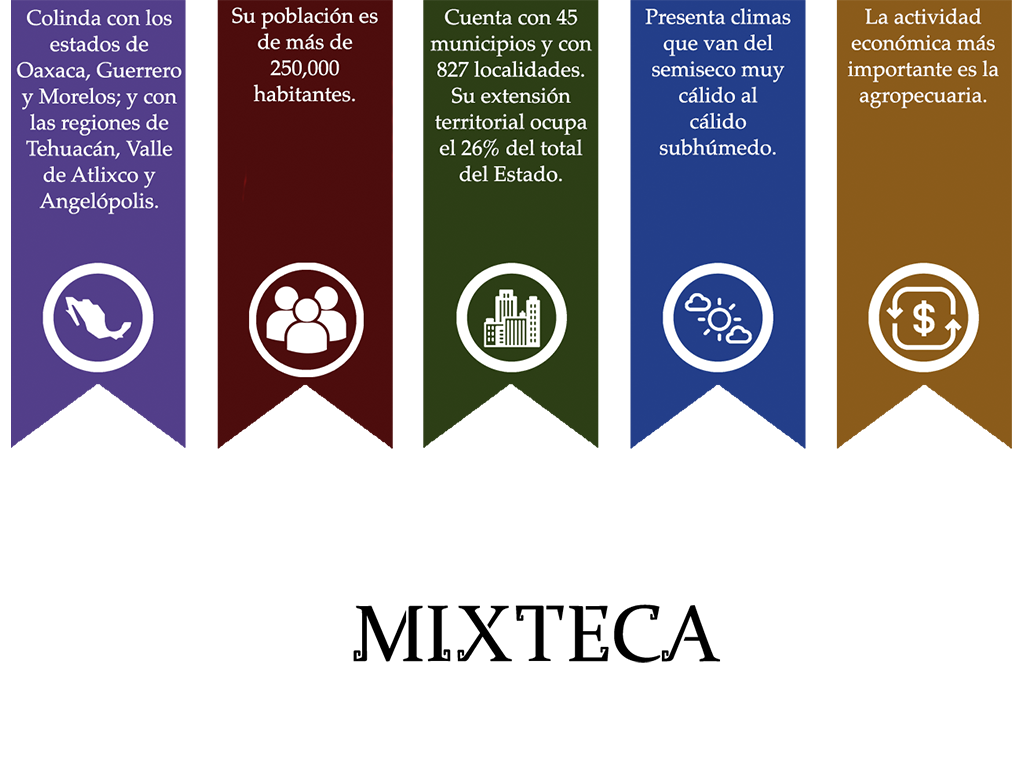 Colinda con los
estados de
Oaxaca, Guerrero
y Morelos; y con
las regiones de
Tehuacán, Valle
de Atlixco y
Angelópolis.
Su población es
de más de
250,000
habitantes.
Cuenta con 45
municipios y con
827 localidades.
Su extensión
territorial ocupa
el 26% del total
del Estado.
Presenta climas
que van del
semiseco muy
cálido al
cálido
subhúmedo.
La actividad
económica más
importante es la
agropecuaria.
$
MIXTECA